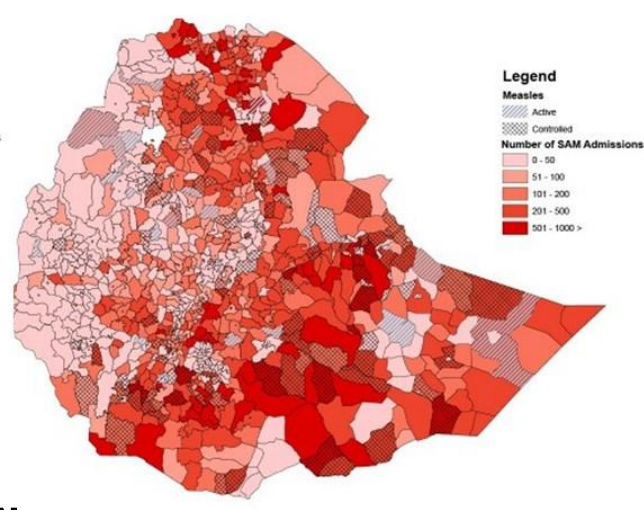 Legend
Measles
Active
Controlled
Number of SAM Admissions
0 - 50
51 - 100
101 - 200
201 - 500
501 - 1000 >